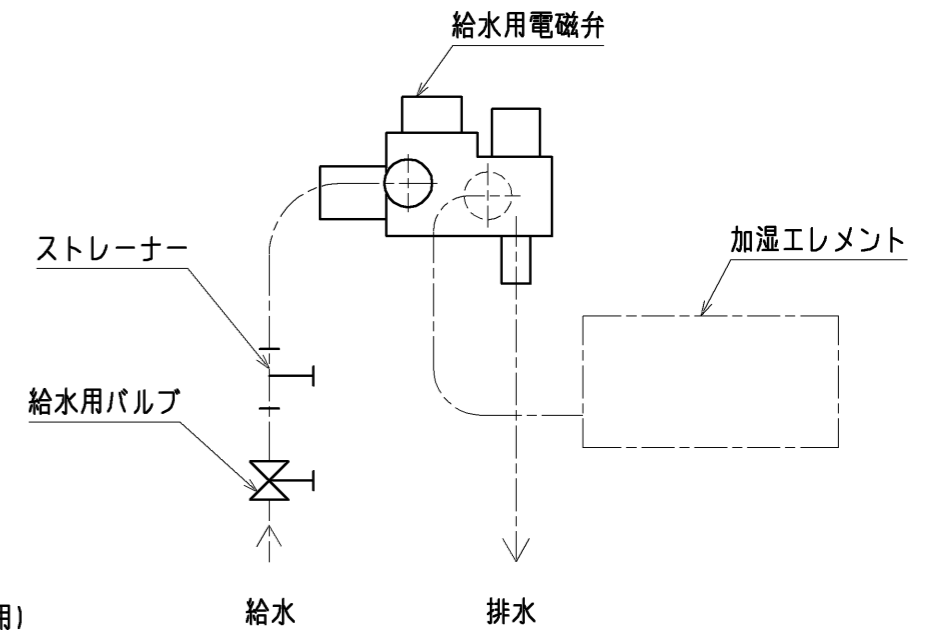 給水用電磁弁
ストレーナー
加湿エレメント
給水用バルブ
給水
排水
用)